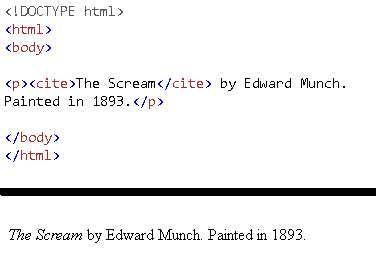 <!DOCTYPE html>
<html>
<body>
<p><cite>The Scream</cite> by Edward Munch.
Painted in 1893.</p>
</body>
</html>
The Scream by Edward Munch. Painted in 1893.